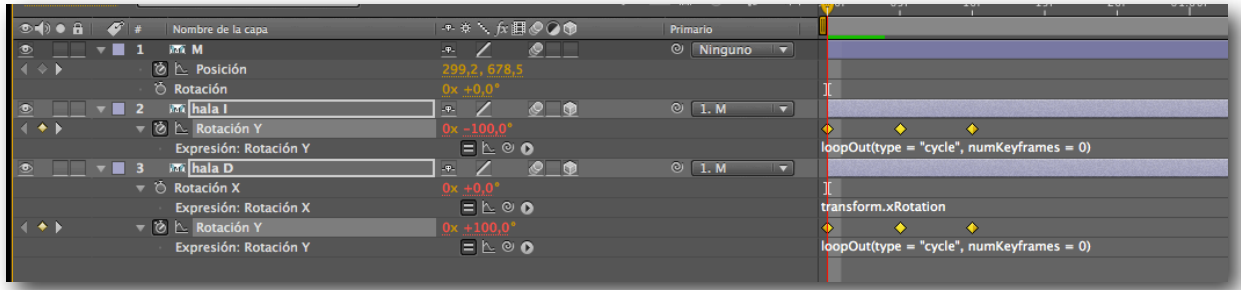 # Nombre de la capa fx Primario
1 M Ninguno
Posición 299,2, 678,5
Rotación 0x +0,0°
2 hala I 1. M
Rotación Y 0x -100,0°
Expresión: Rotación Y loopOut(type = "cycle", numKeyframes = 0)
3 hala D 1. M
Rotación X 0x +0,0°
Expresión: Rotación X transform.xRotation
Rotación Y 0x +100,0°
Expresión: Rotación Y loopOut(type = "cycle", numKeyframes = 0)